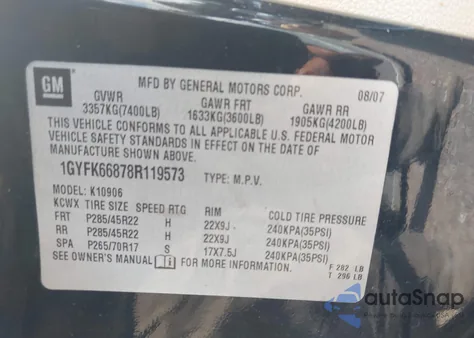 GM
MFD BY GENERAL MOTORS CORP. 08/07
GVWR GAWR FRT GAWR RR
3357KG(7400LB) 1633KG(3600LB) 1905KG(4200LB)
THIS VEHICLE CONFORMS TO ALL APPLICABLE U.S. FEDERAL MOTOR
VEHICLE SAFETY STANDARDS IN EFFECT ON THE DATE OF
MANUFACTURE SHOWN ABOVE.
1GYFK66878R119573 TYPE: M.P.V.
MODEL: K10906
KCWX TIRE SIZE SPEED RTG RIM COLD TIRE PRESSURE
FRT P285/45R22 H 22X9J 240KPA(35PSI)
RR P285/45R22 H 22X9J 240KPA(35PSI)
SPA P265/70R17 S 17X7.5J 240KPA(35PSI)
SEE OWNER'S MANUAL F 282 LB
T 296 LB
autaSnap